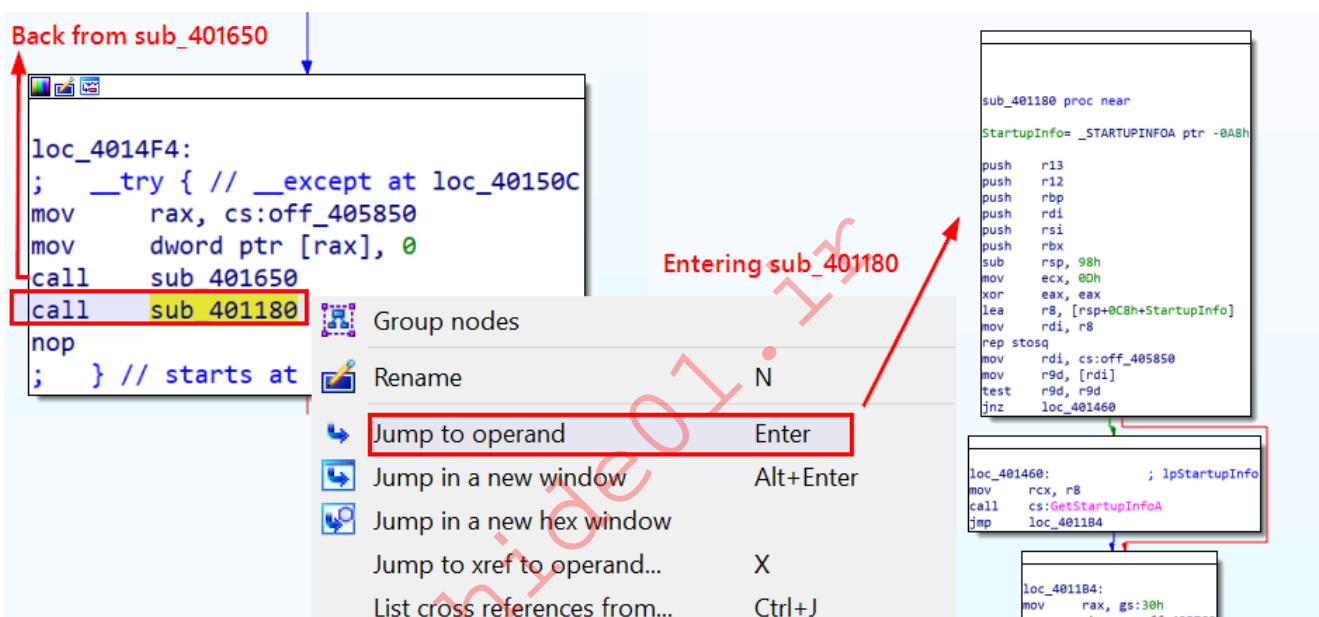 Back from sub_401650
loc_4014F4:
;   __try { // __except at loc_40150C
mov     rax, cs:off_405850
mov     dword ptr [rax], 0
call    sub_401650
call    sub_401180
nop
;   } // starts at
Group nodes
Rename N
Jump to operand Enter
Jump in a new window Alt+Enter
Jump in a new hex window
Jump to xref to operand... X
List cross references from... Ctrl+J
Entering sub_401180
sub_401180 proc near
StartupInfo= _STARTUPINFOA ptr -0A8h
push    r13
push    r12
push    rbp
push    rdi
push    rsi
push    rbx
sub     rsp, 98h
mov     ecx, 0Dh
xor     eax, eax
lea     r8, [rsp+0C8h+StartupInfo]
mov     rdi, r8
rep stosq
mov     rdi, cs:off_405850
mov     r9d, [rdi]
test    r9d, r9d
jnz     loc_401460
loc_401460:             ; lpStartupInfo
mov     rcx, r8
call    cs:GetStartupInfoA
jmp     loc_4011B4
loc_4011B4:
mov     rax, gs:30h
hide01.ir